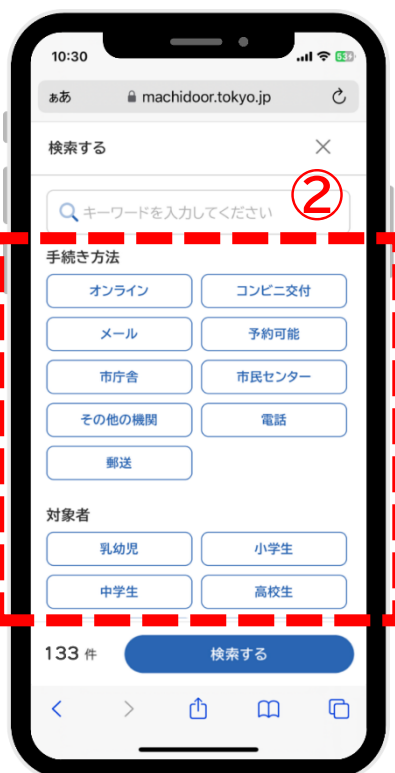 10:30
53
ぁあ machidoor.tokyo.jp
検索する
②
キーワードを入力してください
手続き方法
オンライン コンビニ交付
メール 予約可能
市庁舎 市民センター
その他の機関 電話
郵送
対象者
乳幼児 小学生
中学生 高校生
133 件 検索する